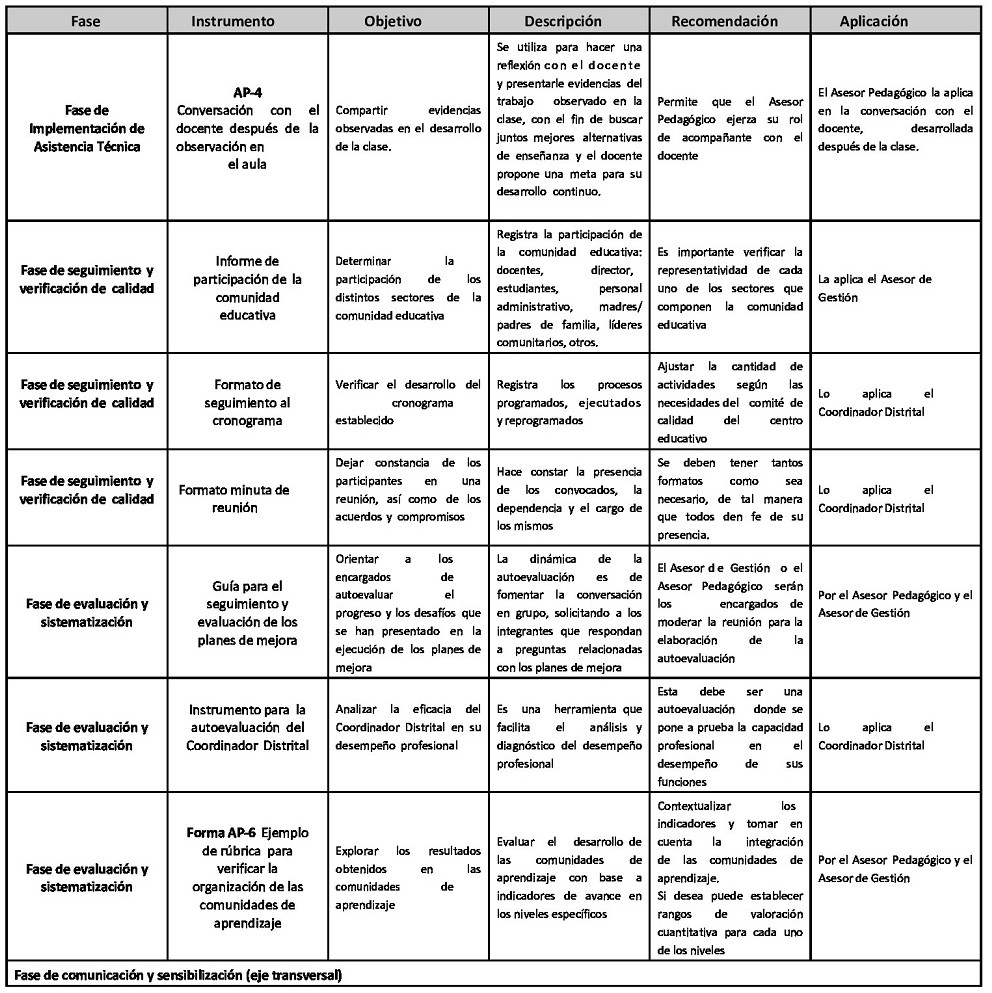 Fase Instrumento Objetivo Descripción Recomendación Aplicación
Fase de
Implementación de
Asistencia Técnica
AP-4
Conversación con el
docente después de la
observación en
el aula
Compartir evidencias
observadas en el desarrollo
de la clase.
Se utiliza para hacer una
reflexión con el docente
y presentarle evidencias del
trabajo observado en la
clase, con el fin de buscar
juntos mejores alternativas
de enseñanza y el docente
propone una meta para su
desarrollo continuo.
Permite que el Asesor
Pedagógico ejerza su rol
de acompañante con el
docente
El Asesor Pedagógico la aplica
en la conversación con el
docente, desarrollada
después de la clase.
Fase de seguimiento y
verificación de calidad
Informe de
participación de la
comunidad
educativa
Determinar la
participación de los
distintos sectores de la
comunidad educativa
Registra la participación de
la comunidad educativa:
docentes, director,
estudiantes, personal
administrativo, madres/
padres de familia, líderes
comunitarios, otros.
Es importante verificar la
representatividad de cada
uno de los sectores que
componen la comunidad
educativa
La aplica el Asesor de
Gestión
Fase de seguimiento y
verificación de calidad
Formato de
seguimiento al
cronograma
Verificar el desarrollo del
cronograma
establecido
Registra los procesos
programados, ejecutados
y reprogramados
Ajustar la cantidad de
actividades según las
necesidades del comité de
calidad del centro
educativo
Lo aplica el
Coordinador Distrital
Fase de seguimiento y
verificación de calidad
Formato minuta de
reunión
Dejar constancia de los
participantes en una
reunión, así como de los
acuerdos y compromisos
Hace constar la presencia
de los convocados, la
dependencia y el cargo de
los mismos
Se deben tener tantos
formatos como sea
necesario, de tal manera
que todos den fe de su
presencia.
Lo aplica el
Coordinador Distrital
Fase de evaluación y
sistematización
Guía para el
seguimiento y
evaluación de los
planes de mejora
Orientar a los
encargados de
autoevaluar el
progreso y los desafíos que
se han presentado en la
ejecución de los planes de
mejora
La dinámica de la
autoevaluación es de
fomentar la conversación
en grupo, solicitando a los
integrantes que respondan
a preguntas relacionadas
con los planes de mejora
El Asesor de Gestión o el
Asesor Pedagógico serán
los encargados de
moderar la reunión para la
elaboración de la
autoevaluación
Por el Asesor Pedagógico y el
Asesor de Gestión
Fase de evaluación y
sistematización
Instrumento para la
autoevaluación del
Coordinador Distrital
Analizar la eficacia del
Coordinador Distrital en su
desempeño profesional
Es una herramienta que
facilita el análisis y
diagnóstico del desempeño
profesional
Esta debe ser una
autoevaluación donde se
pone a prueba la capacidad
profesional en el
desempeño de sus
funciones
Lo aplica el
Coordinador Distrital
Fase de evaluación y
sistematización
Forma AP-6 Ejemplo
de rúbrica para
verificar la
organización de las
comunidades de
aprendizaje
Explorar los resultados
obtenidos en las
comunidades de
aprendizaje
Evaluar el desarrollo de
las comunidades de
aprendizaje con base a
indicadores de avance en
los niveles específicos
Contextualizar los
indicadores y tomar en
cuenta la integración
de las comunidades de
aprendizaje.
Si desea puede establecer
rangos de valoración
cuantitativa para cada uno
de los niveles
Por el Asesor Pedagógico y el
Asesor de Gestión
Fase de comunicación y sensibilización (eje transversal)